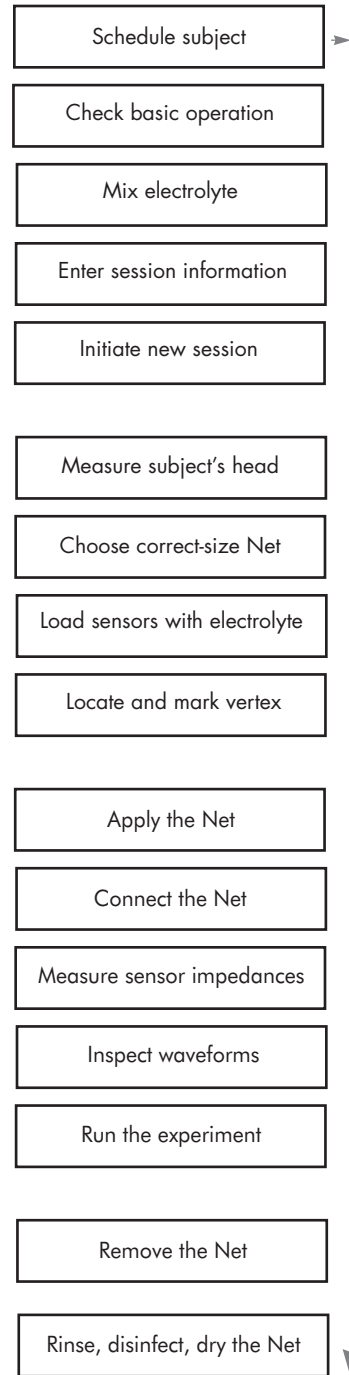 Schedule subject
Check basic operation
Mix electrolyte
Enter session information
Initiate new session
Measure subject's head
Choose correct-size Net
Load sensors with electrolyte
Locate and mark vertex
Apply the Net
Connect the Net
Measure sensor impedances
Inspect waveforms
Run the experiment
Remove the Net
Rinse, disinfect, dry the Net